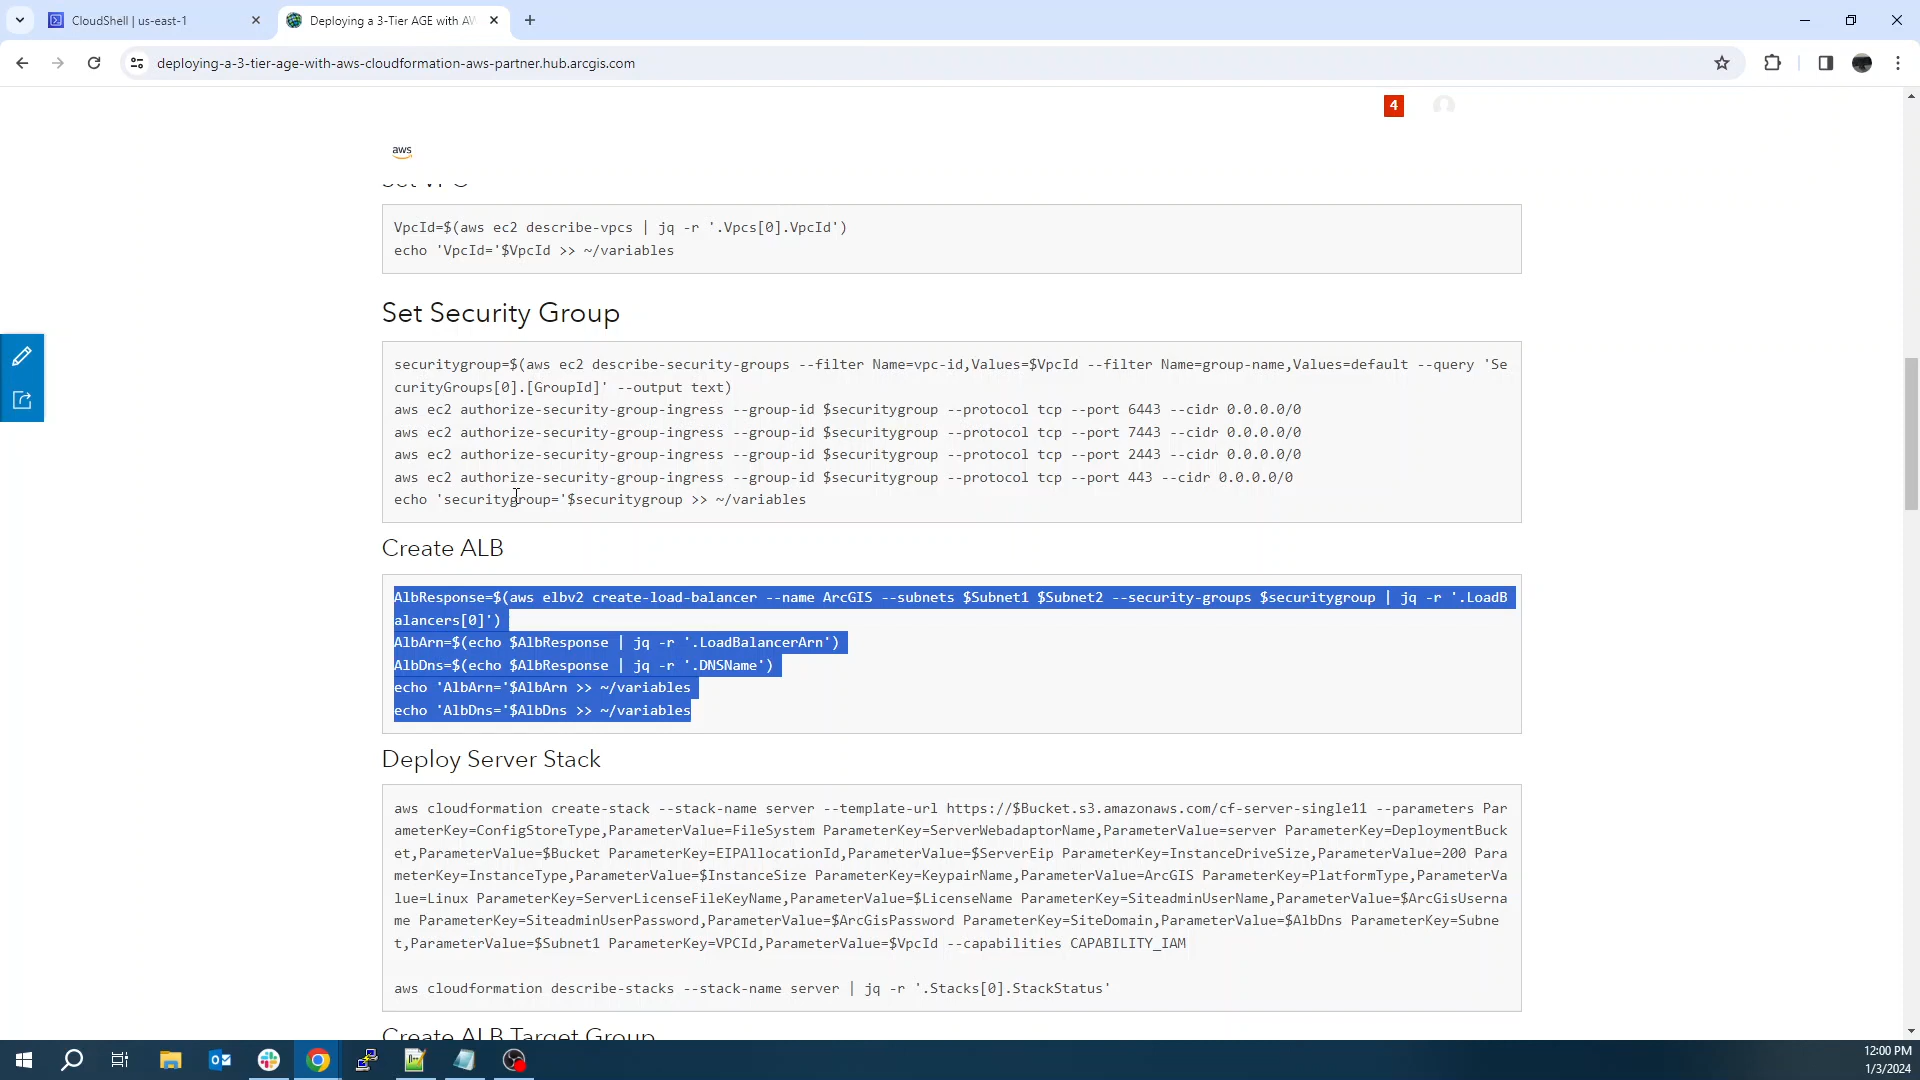 CloudShell | us-east-1
Deploying a 3-Tier AGE with AW
deploying-a-3-tier-age-with-aws-cloudformation-aws-partner.hub.arcgis.com
4
aws
Set VPC
VpcId=$(aws ec2 describe-vpcs | jq -r '.Vpcs[0].VpcId')
echo 'VpcId='$VpcId >> ~/variables
Set Security Group
securitygroup=$(aws ec2 describe-security-groups --filter Name=vpc-id,Values=$VpcId --filter Name=group-name,Values=default --query 'Se
curityGroups[0].[GroupId]' --output text)
aws ec2 authorize-security-group-ingress --group-id $securitygroup --protocol tcp --port 6443 --cidr 0.0.0.0/0
aws ec2 authorize-security-group-ingress --group-id $securitygroup --protocol tcp --port 7443 --cidr 0.0.0.0/0
aws ec2 authorize-security-group-ingress --group-id $securitygroup --protocol tcp --port 2443 --cidr 0.0.0.0/0
aws ec2 authorize-security-group-ingress --group-id $securitygroup --protocol tcp --port 443 --cidr 0.0.0.0/0
echo 'securitygroup='$securitygroup >> ~/variables
Create ALB
AlbResponse=$(aws elbv2 create-load-balancer --name ArcGIS --subnets $Subnet1 $Subnet2 --security-groups $securitygroup | jq -r '.LoadB
alancers[0]')
AlbArn=$(echo $AlbResponse | jq -r '.LoadBalancerArn')
AlbDns=$(echo $AlbResponse | jq -r '.DNSName')
echo 'AlbArn='$AlbArn >> ~/variables
echo 'AlbDns='$AlbDns >> ~/variables
Deploy Server Stack
aws cloudformation create-stack --stack-name server --template-url https://$Bucket.s3.amazonaws.com/cf-server-single11 --parameters Par
ameterKey=ConfigStoreType,ParameterValue=FileSystem ParameterKey=ServerWebadaptorName,ParameterValue=server ParameterKey=DeploymentBuck
et,ParameterValue=$Bucket ParameterKey=EIPAllocationId,ParameterValue=$ServerEip ParameterKey=InstanceDriveSize,ParameterValue=200 Para
meterKey=InstanceType,ParameterValue=$InstanceSize ParameterKey=KeypairName,ParameterValue=ArcGIS ParameterKey=PlatformType,ParameterVa
lue=Linux ParameterKey=ServerLicenseFileKeyName,ParameterValue=$LicenseName ParameterKey=SiteadminUserName,ParameterValue=$ArcGisUserna
me ParameterKey=SiteadminUserPassword,ParameterValue=$ArcGisPassword ParameterKey=SiteDomain,ParameterValue=$AlbDns ParameterKey=Subne
t,ParameterValue=$Subnet1 ParameterKey=VPCId,ParameterValue=$VpcId --capabilities CAPABILITY_IAM
aws cloudformation describe-stacks --stack-name server | jq -r '.Stacks[0].StackStatus'
Create ALB Target Group
12:00 PM
1/3/2024